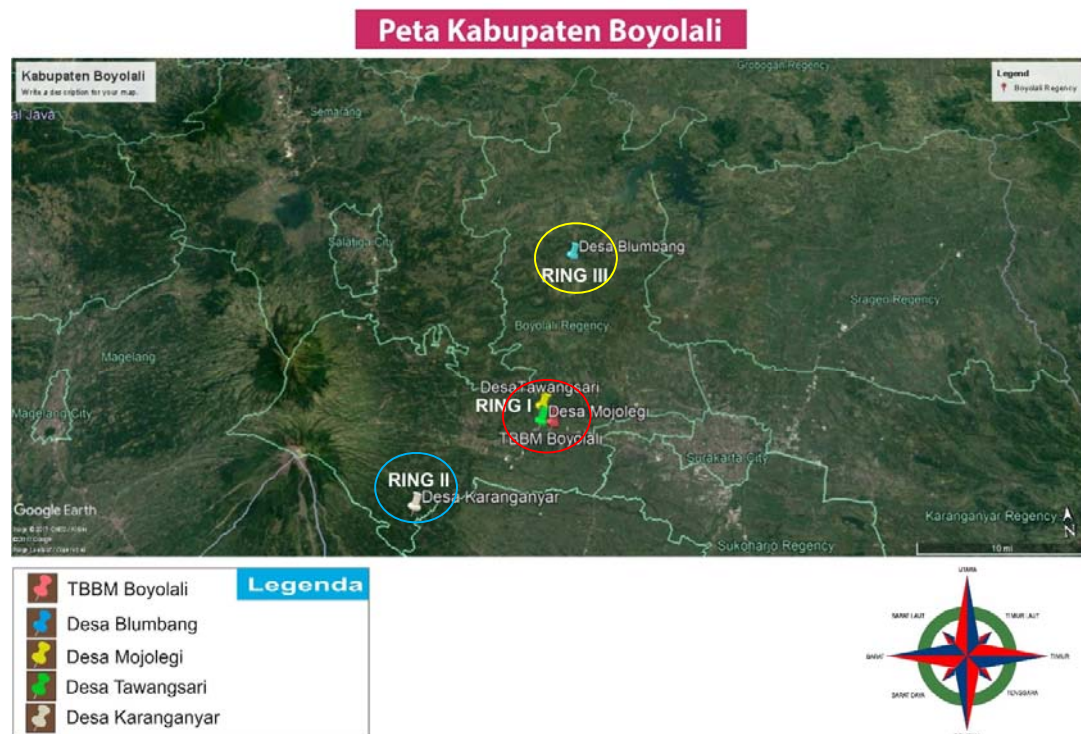 Peta Kabupaten Boyolali
Kabupaten Boyolali
Write a description for your map.
Legend
Boyolali Regency
Grobogan Regency
al Java
Semarang
Salatiga City
Desa Blumbang
RING III
Sragen Regency
Boyolali Regency
Magelang
Magelang City
DesaTawangsari
RING I
Desa Mojolegi
TBBM Boyolali
Surakarta City
RING II
Desa Karanganyar
Google Earth
Karanganyar Regency
N
Sukoharjo Regency
10 mi
Legenda
TBBM Boyolali
Desa Blumbang
Desa Mojolegi
Desa Tawangsari
Desa Karanganyar
UTARA
BARAT LAUT
TIMUR LAUT
BARAT
TIMUR
BARAT DAYA
TENGGARA